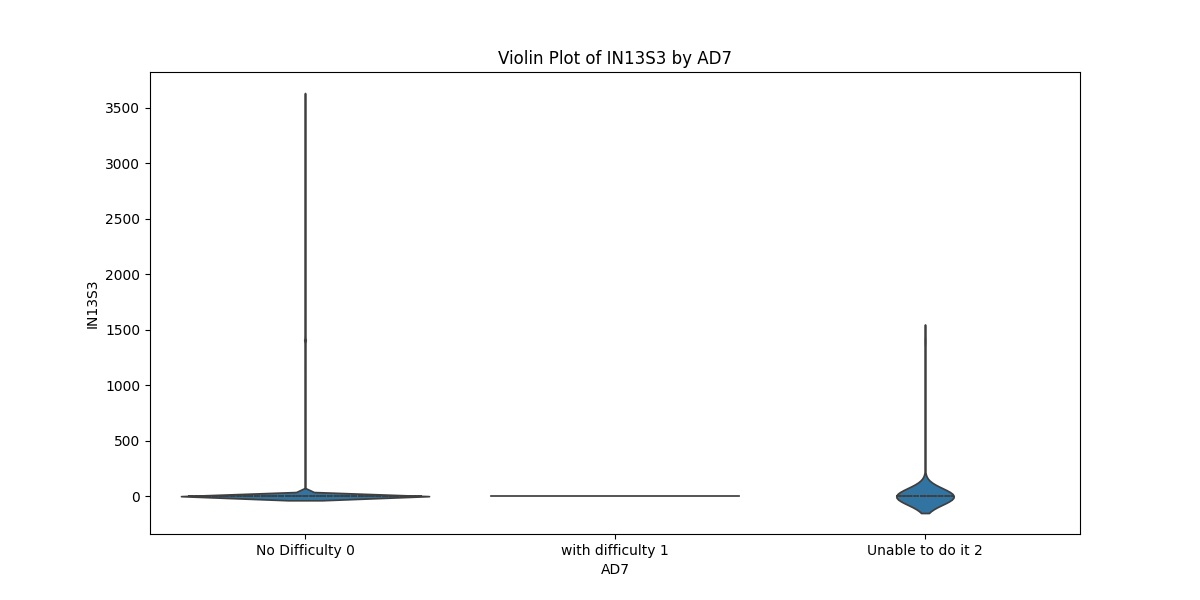 Violin Plot of IN13S3 by AD7
3500
3000
2500
2000
1500
1000
500
0
IN13S3
No Difficulty 0
with difficulty 1
Unable to do it 2
AD7